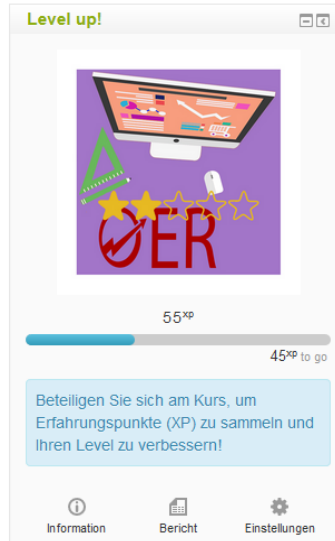 Level up!
OER
55xp
45xp to go
Beteiligen Sie sich am Kurs, um
Erfahrungspunkte (XP) zu sammeln und
Ihren Level zu verbessern!
Information Bericht Einstellungen